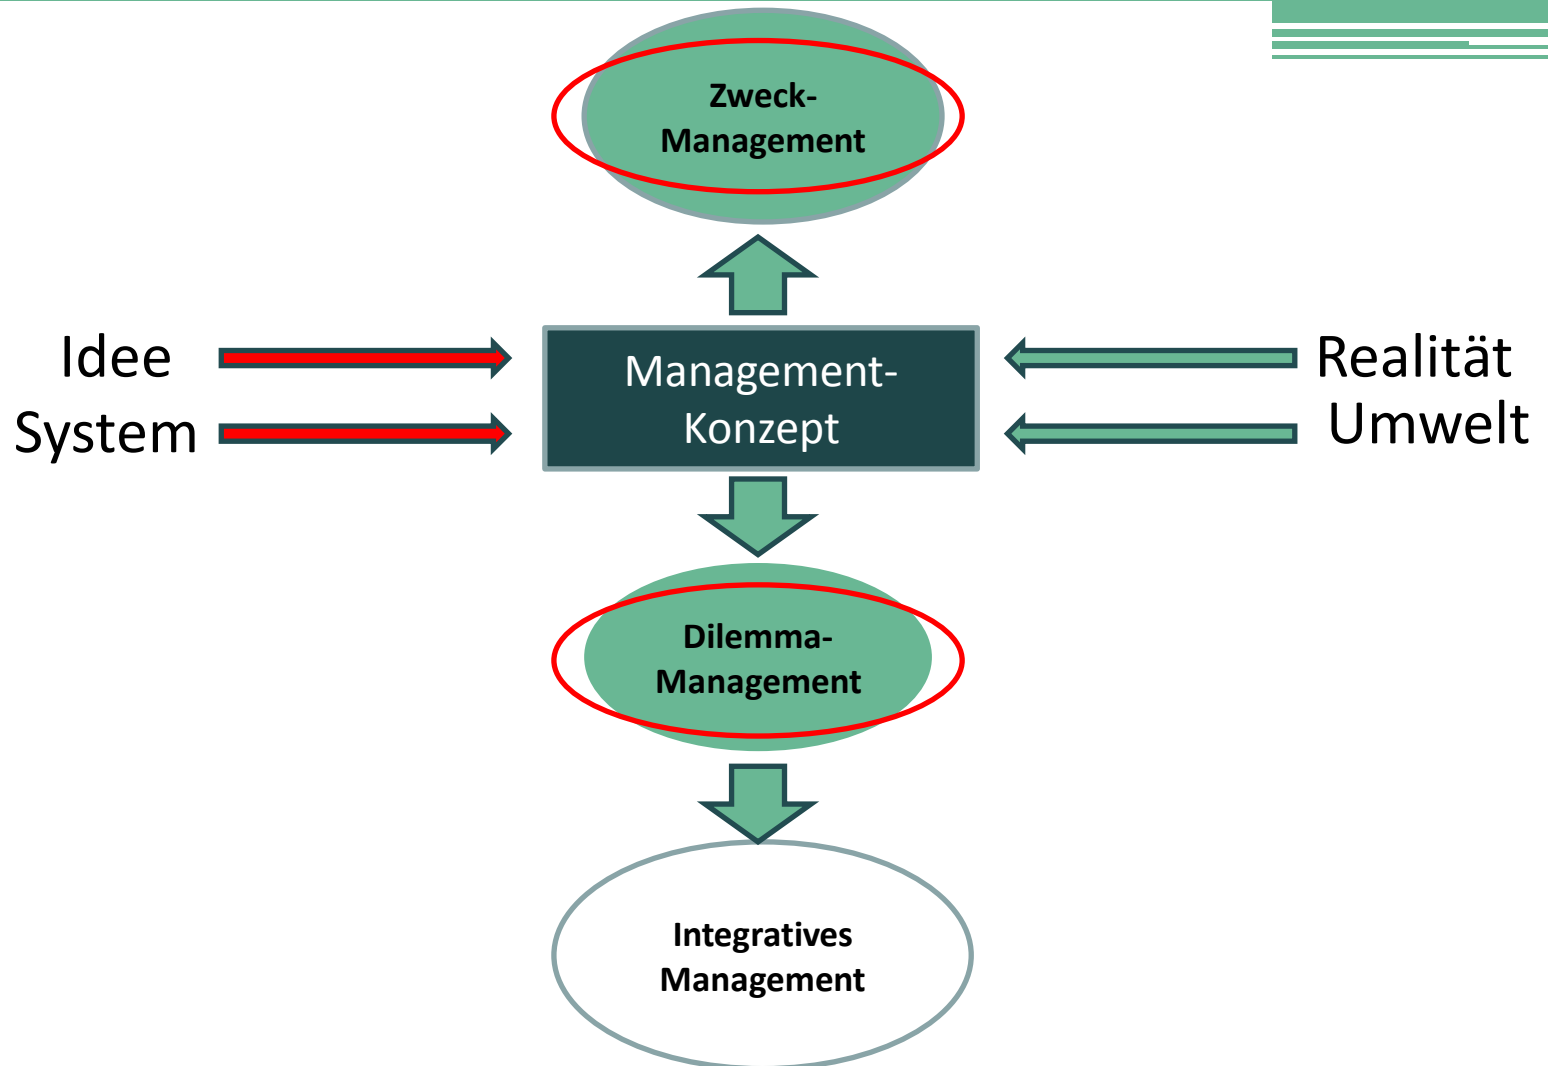 Zweck-
Management
Idee
System
Management-
Konzept
Realität
Umwelt
Dilemma-
Management
Integratives
Management